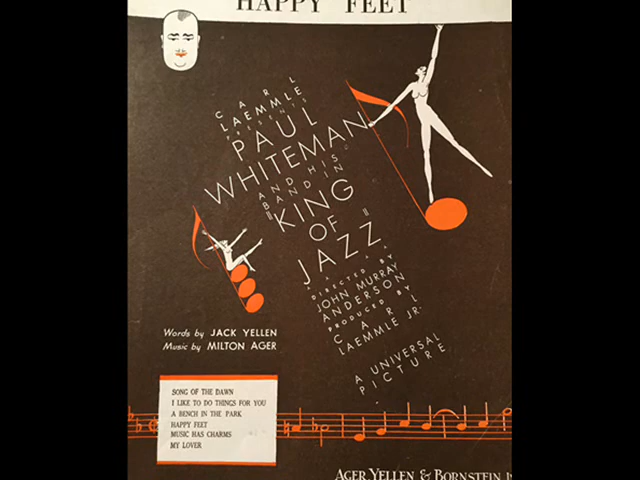 HAPPY FEET
CARL
LAEMMLE
PRESENTS
PAUL
WHITEMAN
AND HIS
BAND IN
"KING
OF
JAZZ"
DIRECTED BY
JOHN MURRAY
ANDERSON
PRODUCED BY
CARL
LAEMMLE JR.
A UNIVERSAL
PICTURE
Words by JACK YELLEN
Music by MILTON AGER
SONG OF THE DAWN
I LIKE TO DO THINGS FOR YOU
A BENCH IN THE PARK
HAPPY FEET
MUSIC HAS CHARMS
MY LOVER
AGER, YELLEN & BORNSTEIN